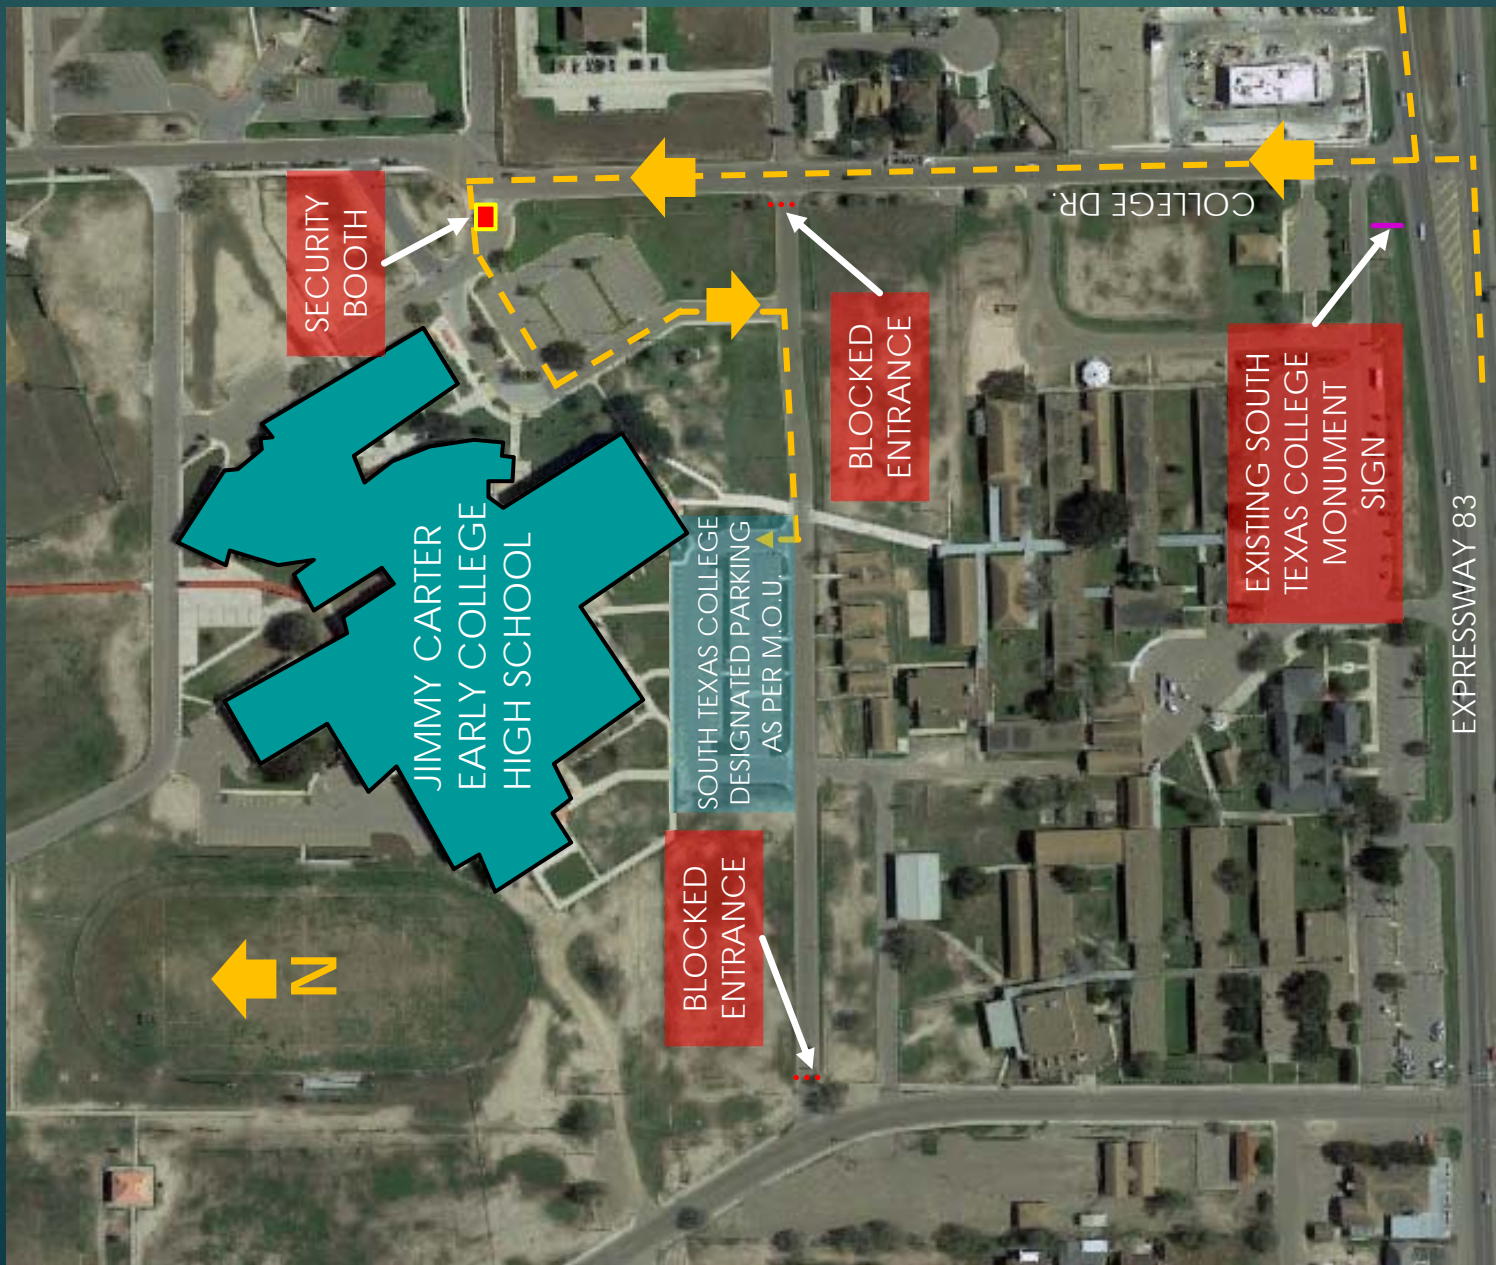 SECURITY
BOOTH
JIMMY CARTER
EARLY COLLEGE
HIGH SCHOOL
N
SOUTH TEXAS COLLEGE
DESIGNATED PARKING
AS PER M.O.U.
BLOCKED
ENTRANCE
BLOCKED
ENTRANCE
COLLEGE DR.
EXISTING SOUTH
TEXAS COLLEGE
MONUMENT
SIGN
EXPRESSWAY 83